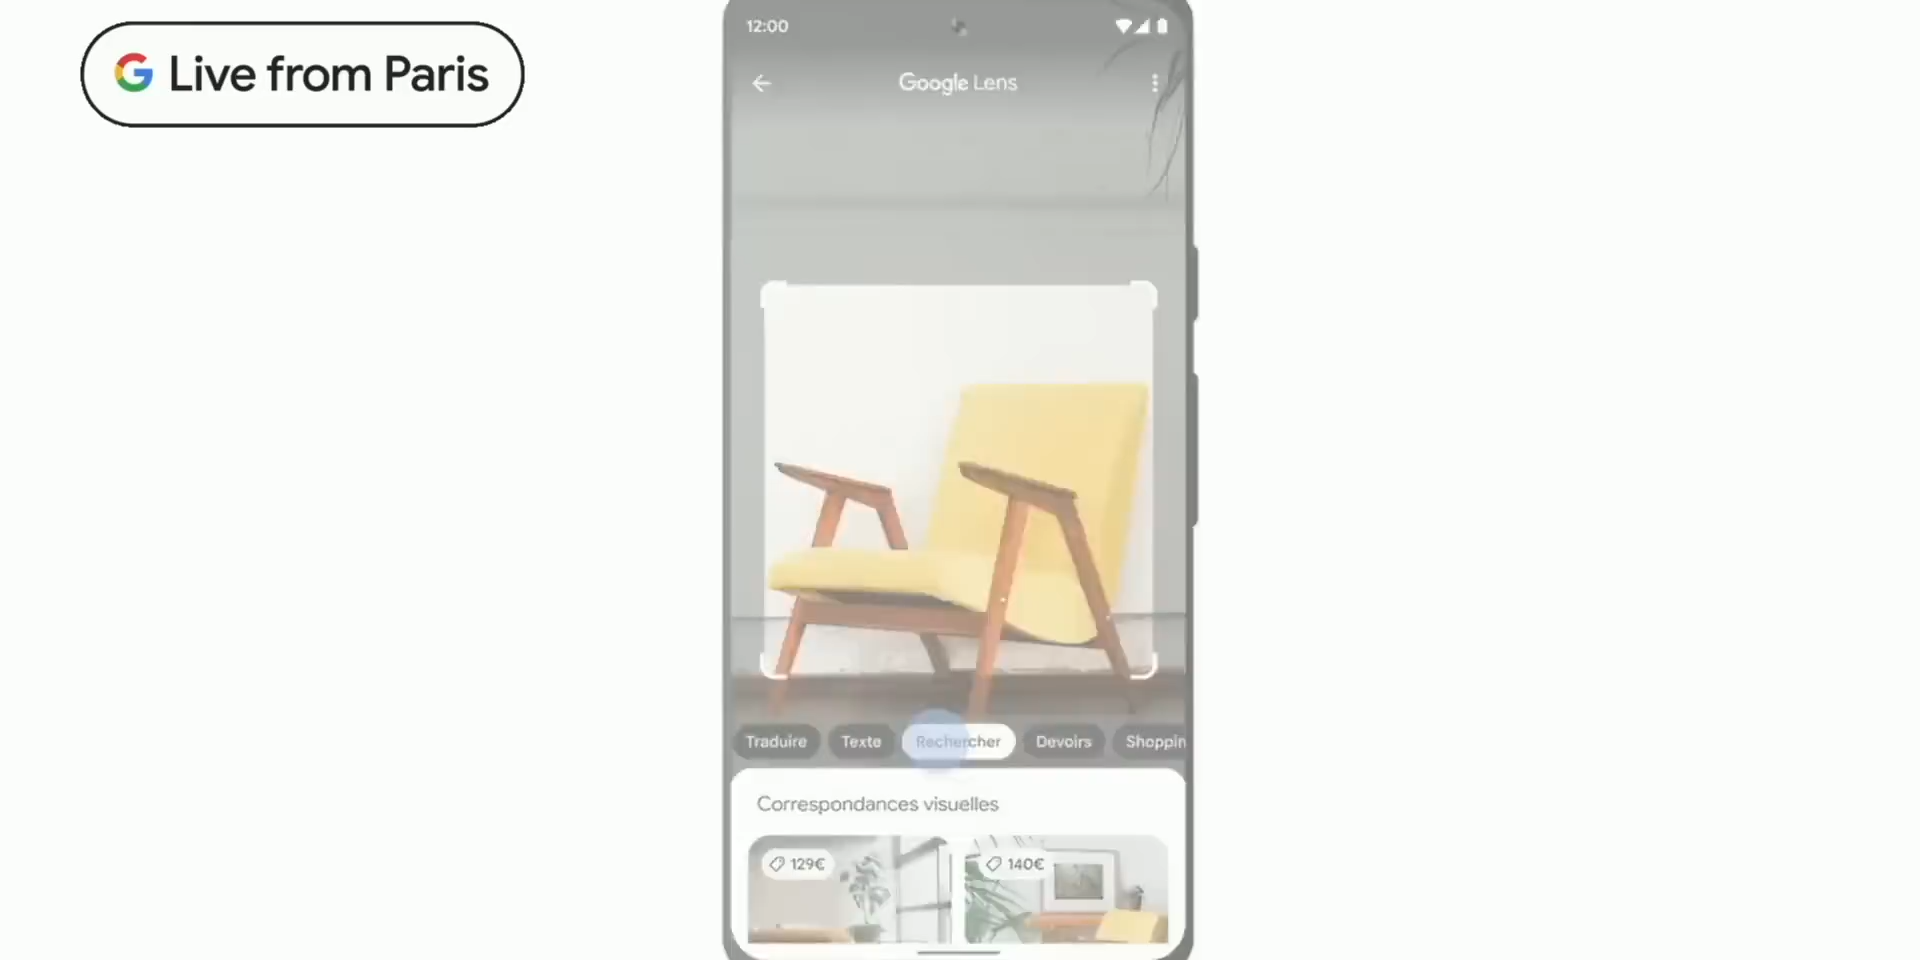 Live from Paris
12:00
Google Lens
Traduire
Texte
Rechercher
Devoirs
Shoppin
Correspondances visuelles
129€
140€